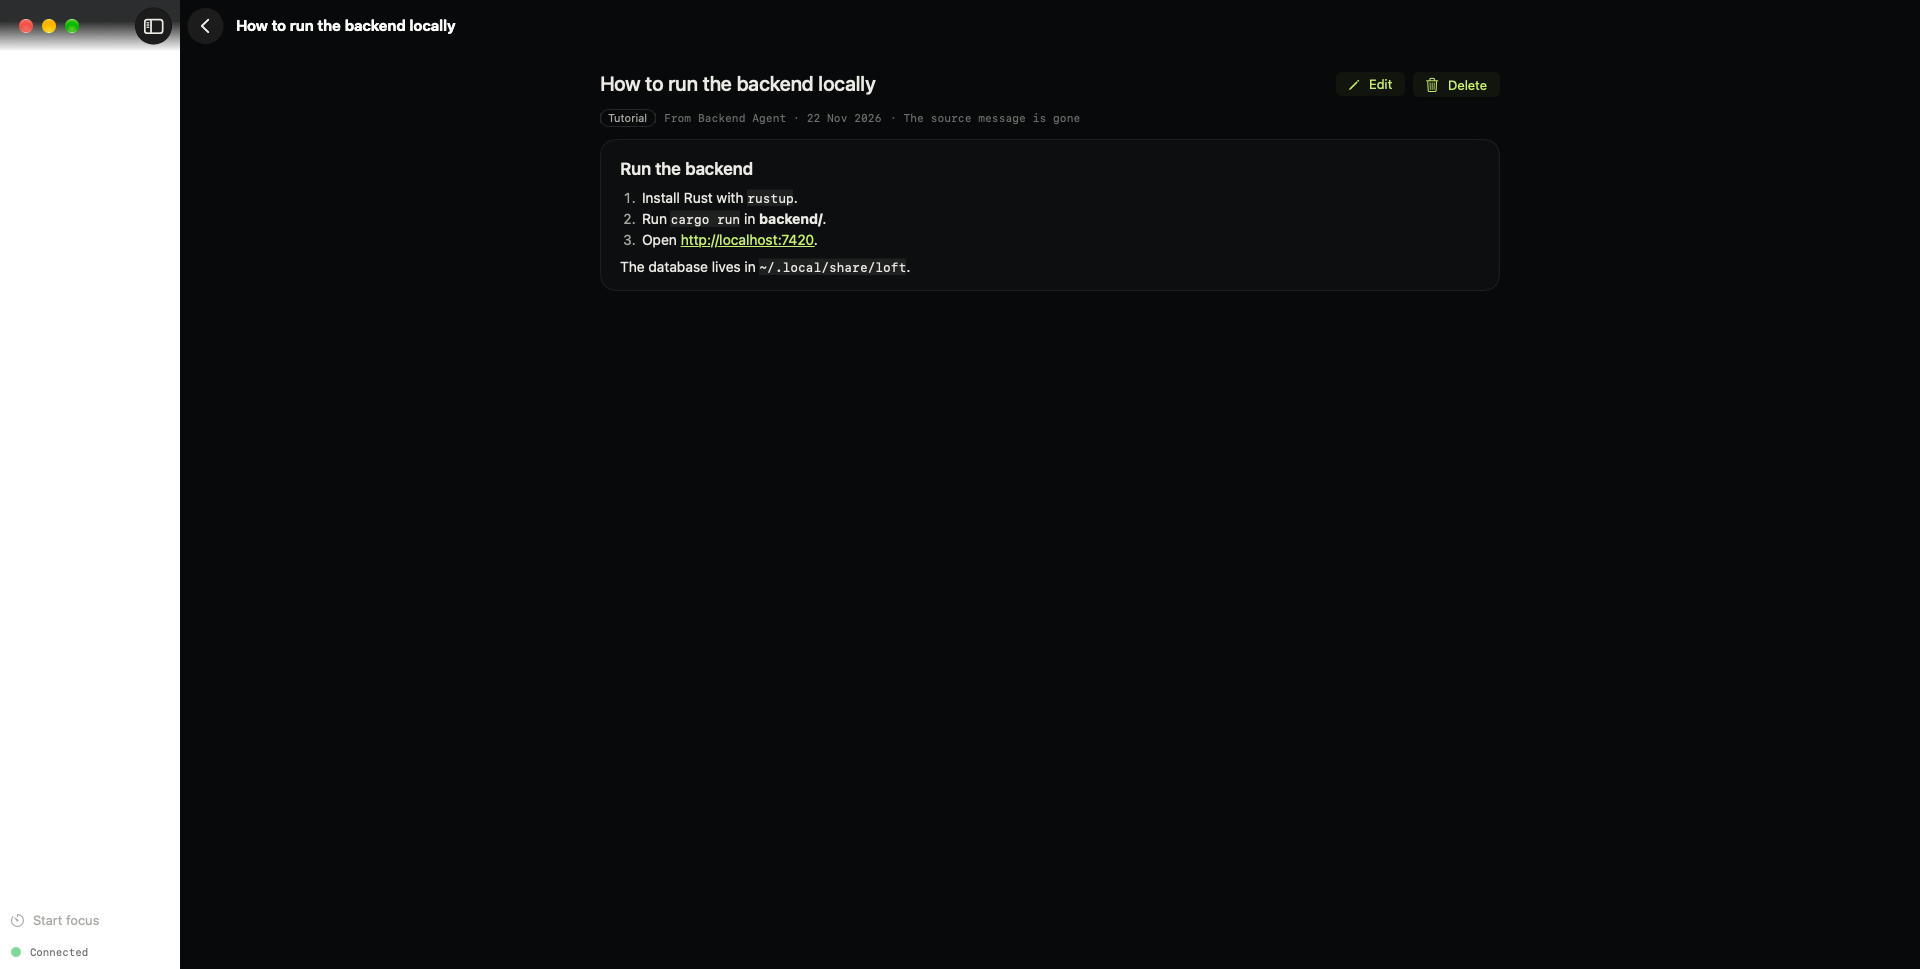 How to run the backend locally
How to run the backend locally
Edit
Delete
Tutorial From Backend Agent · 22 Nov 2026 · The source message is gone
Run the backend
1. Install Rust with rustup.
2. Run cargo run in backend/.
3. Open http://localhost:7420.
The database lives in ~/.local/share/loft.
Start focus
Connected